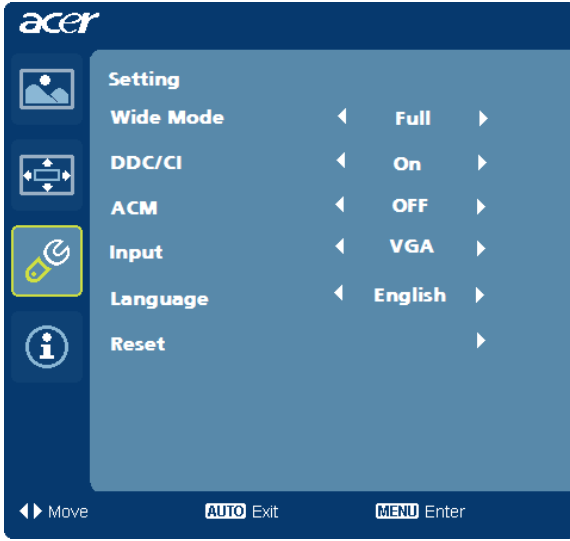 acer
Setting
Wide Mode Full
DDC/CI On
ACM OFF
Input VGA
Language English
Reset
Move AUTO Exit MENU Enter